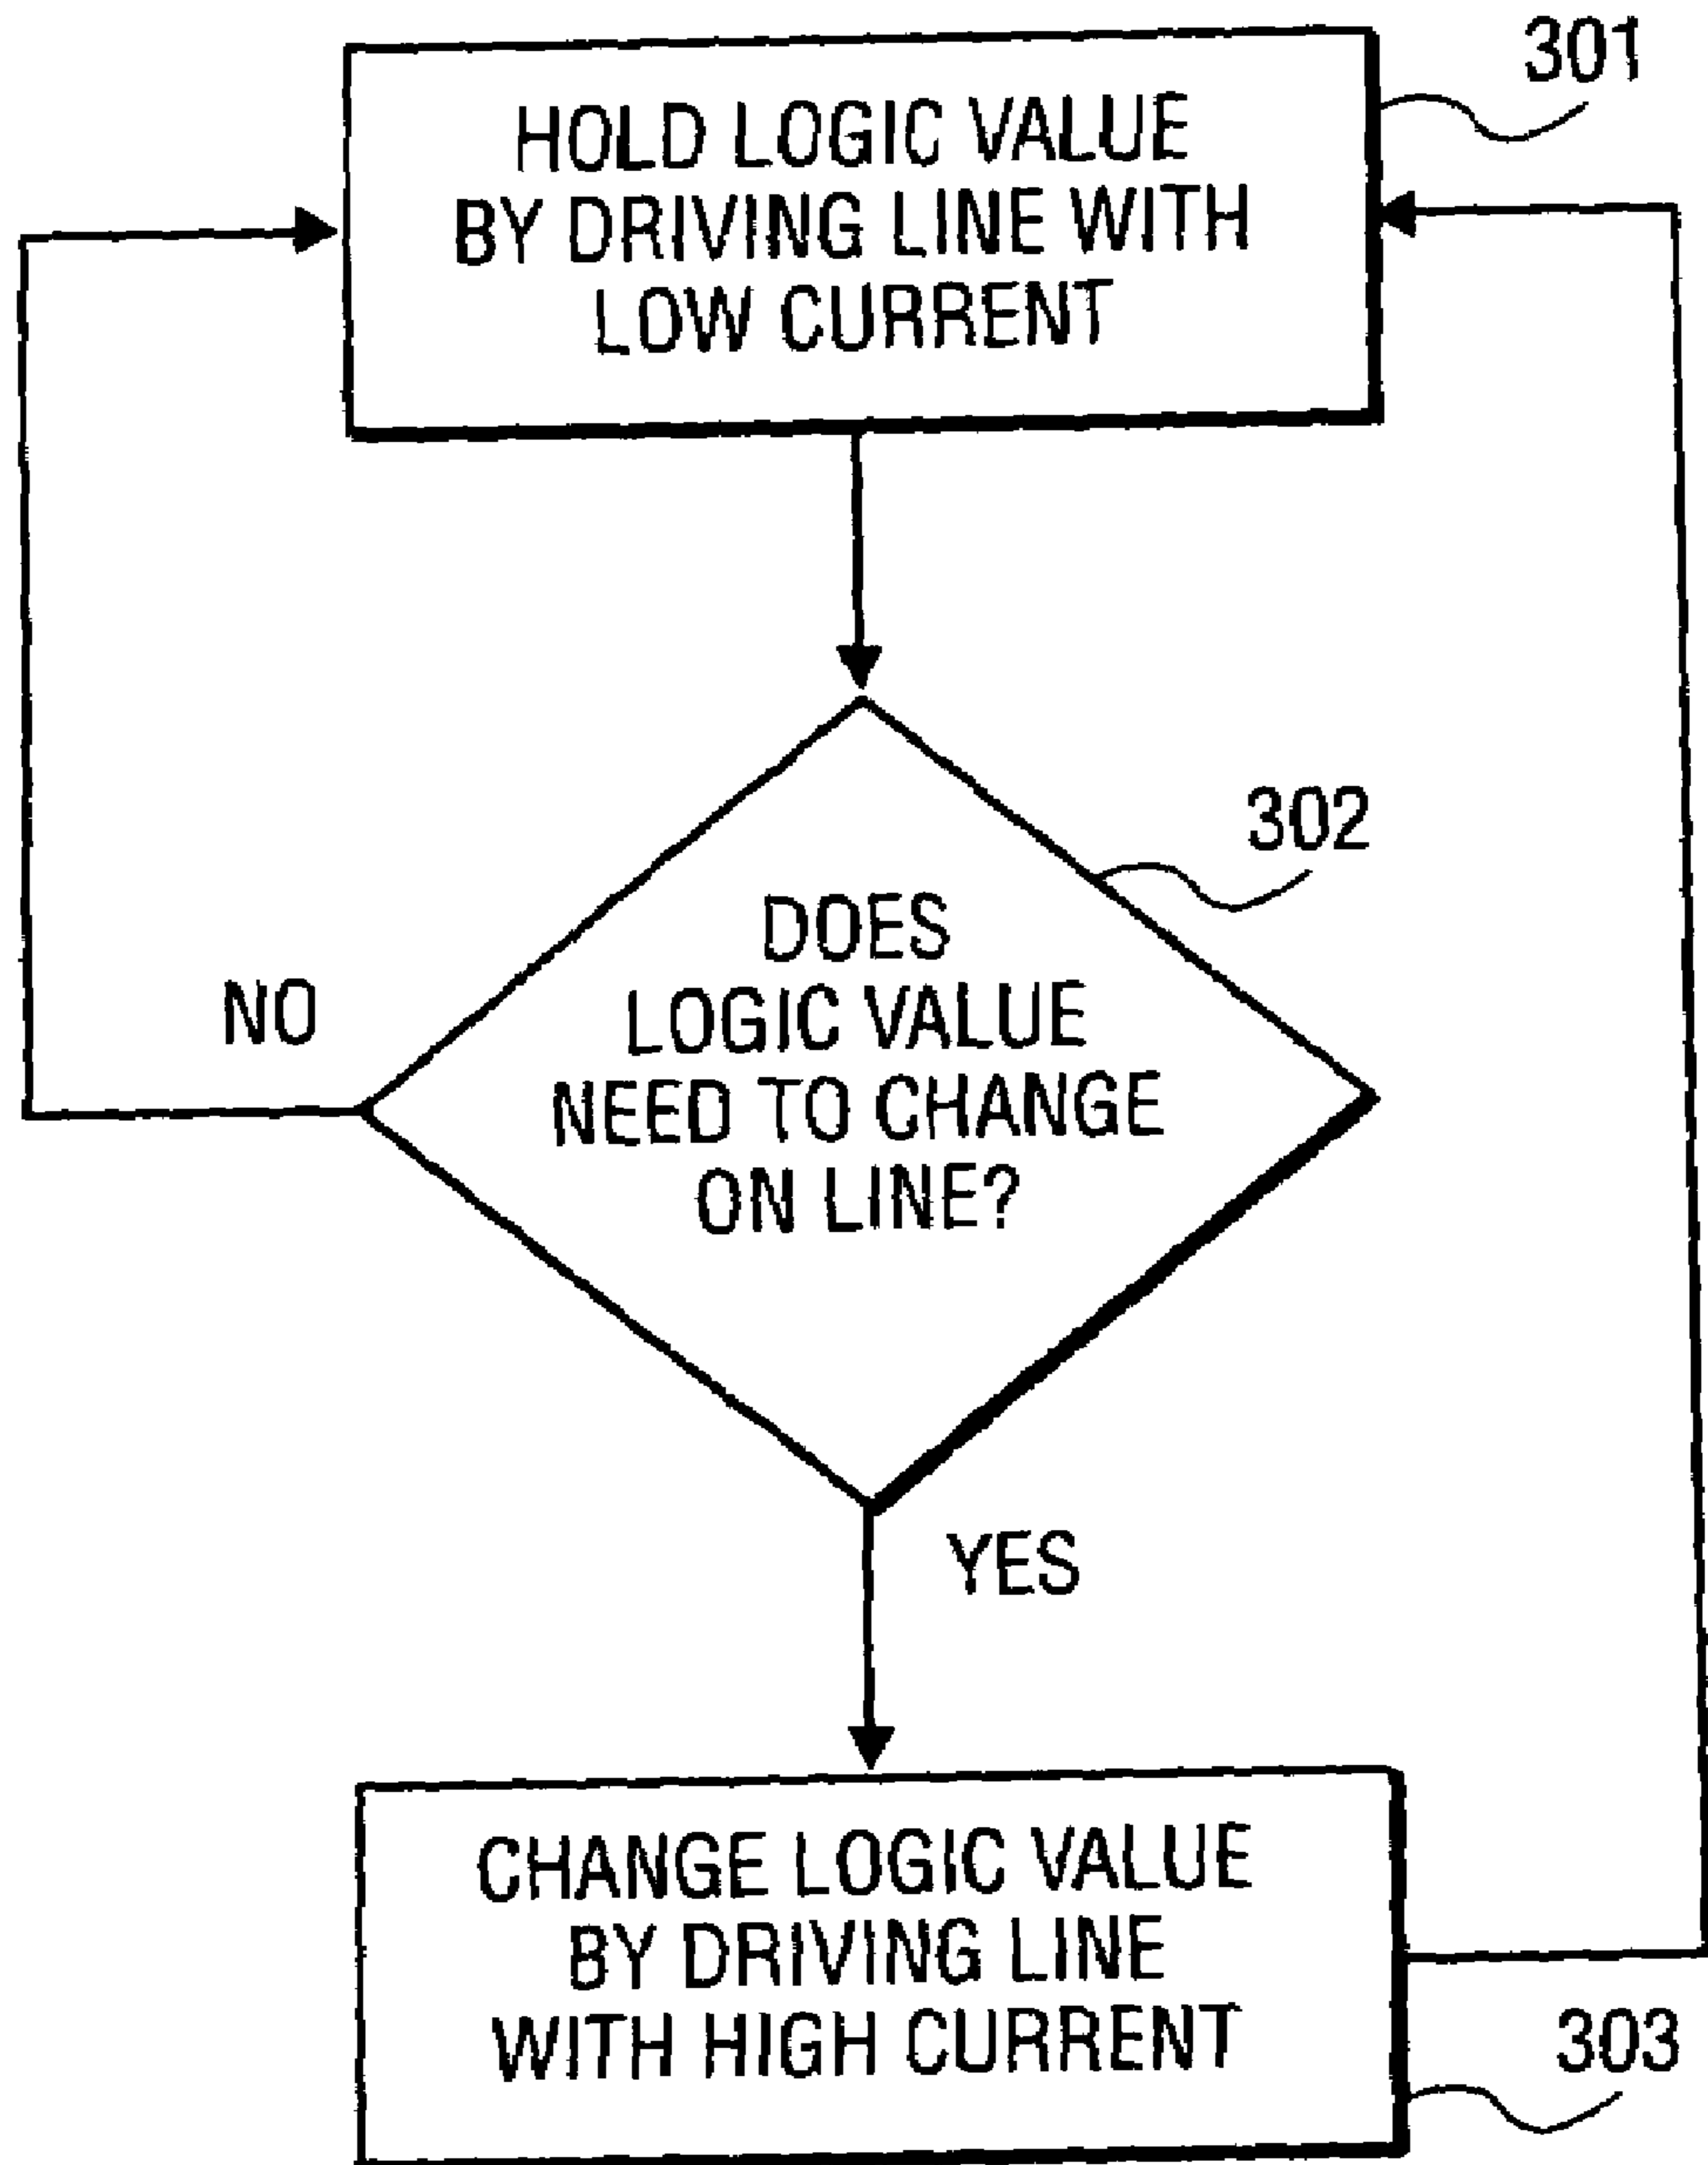 301
HOLD LOGIC VALUE
BY DRIVING LINE WITH
LOW CURRENT
302
DOES
LOGIC VALUE
NEED TO CHANGE
ON LINE?
NO
YES
CHANGE LOGIC VALUE
BY DRIVING LINE
WITH HIGH CURRENT
303